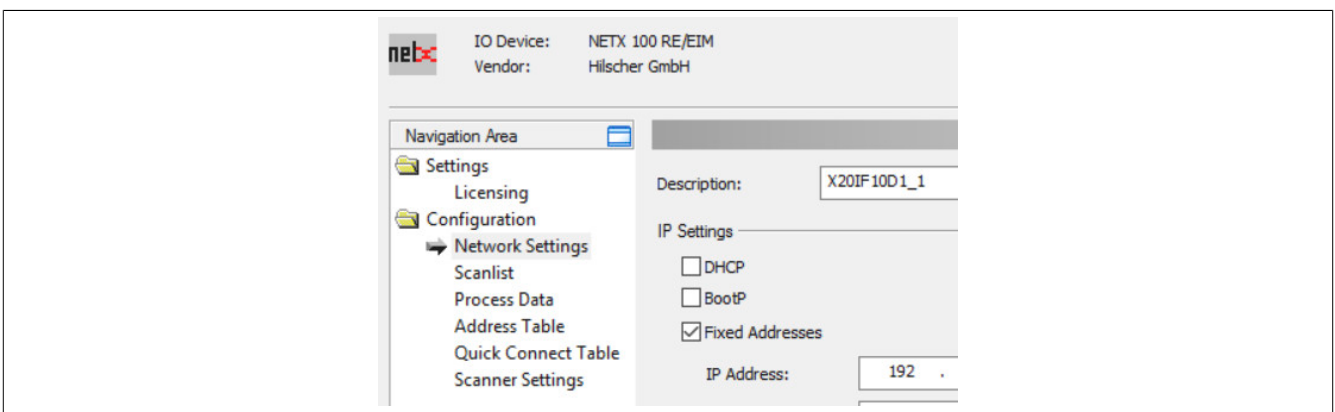 netx
IO Device: NETX 100 RE/EIM
Vendor: Hilscher GmbH
Navigation Area
Settings
Licensing
Configuration
Network Settings
Scanlist
Process Data
Address Table
Quick Connect Table
Scanner Settings
Description: X20IF10D1_1
IP Settings
DHCP
BootP
Fixed Addresses
IP Address: 192 .